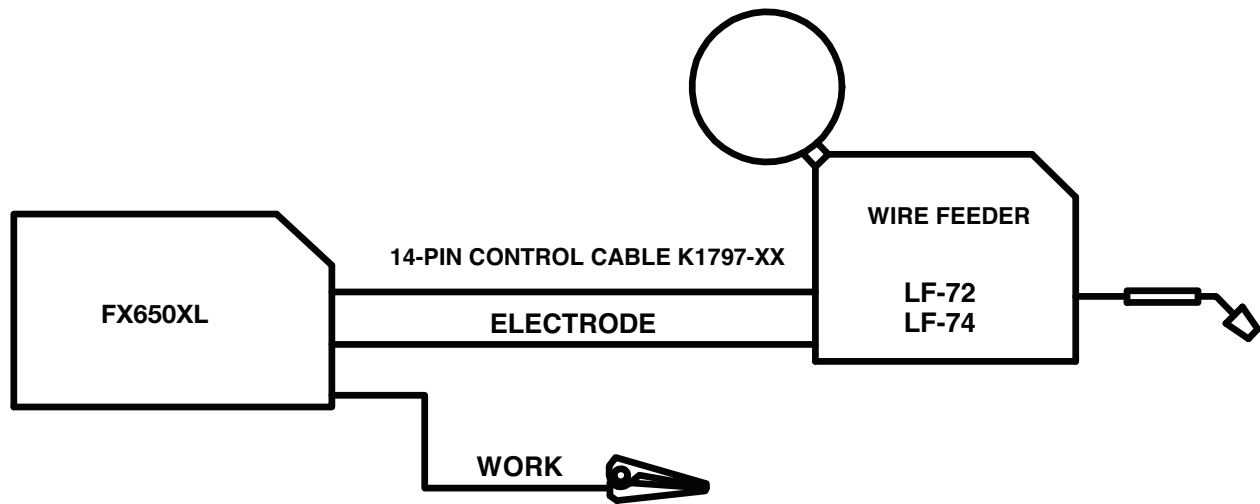 WIRE FEEDER
14-PIN CONTROL CABLE K1797-XX
LF-72
FX650XL
ELECTRODE
LF-74
WORK